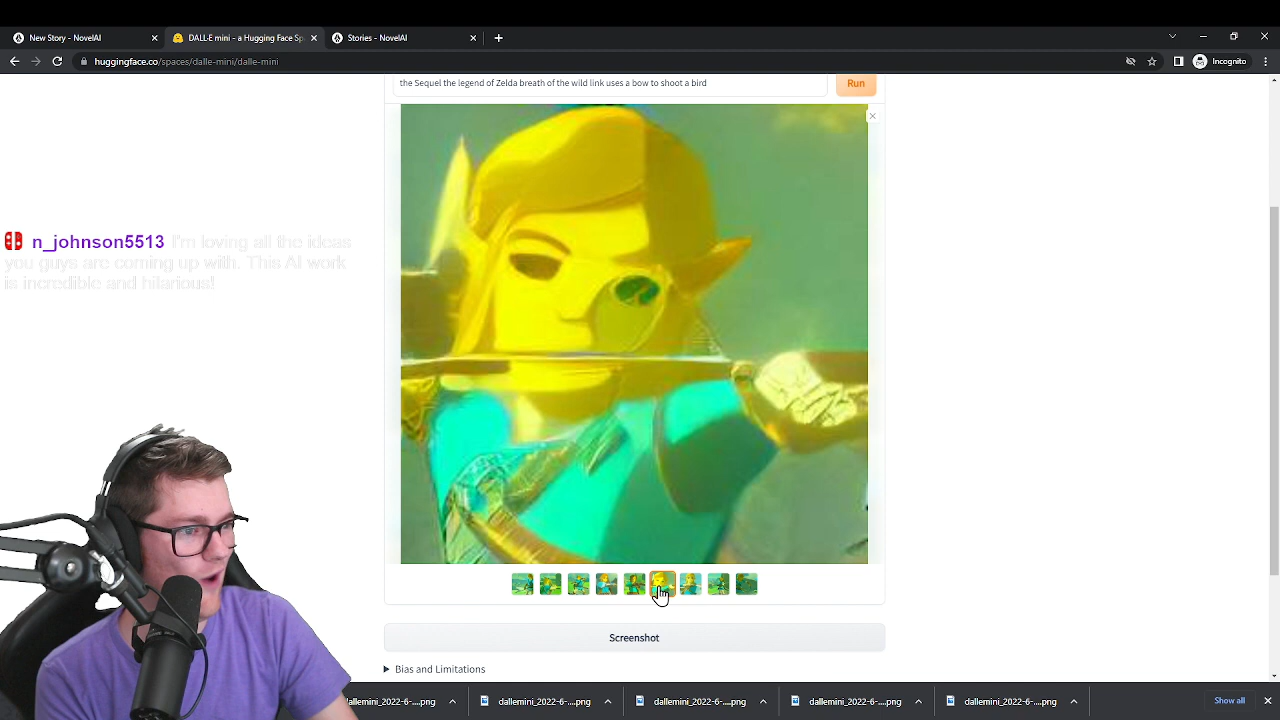 New Story - NovelAI
DALL·E mini - a Hugging Face Sp
Stories - NovelAI
huggingface.co/spaces/dalle-mini/dalle-mini
Incognito
the Sequel the legend of Zelda breath of the wild link uses a bow to shoot a bird
Run
n_johnson5513 I'm loving all the ideas
you guys are coming up with. This AI work
is incredible and hilarious!
Screenshot
Bias and Limitations
dallemini_2022-6-....png
dallemini_2022-6-....png
dallemini_2022-6-....png
dallemini_2022-6-....png
dallemini_2022-6-....png
Show all